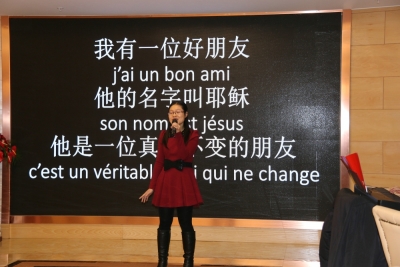 我有一位好朋友
j'ai un bon ami
他的名字叫耶稣
son nom jésus
他是一位真不变的朋友
c'est un qui ne change